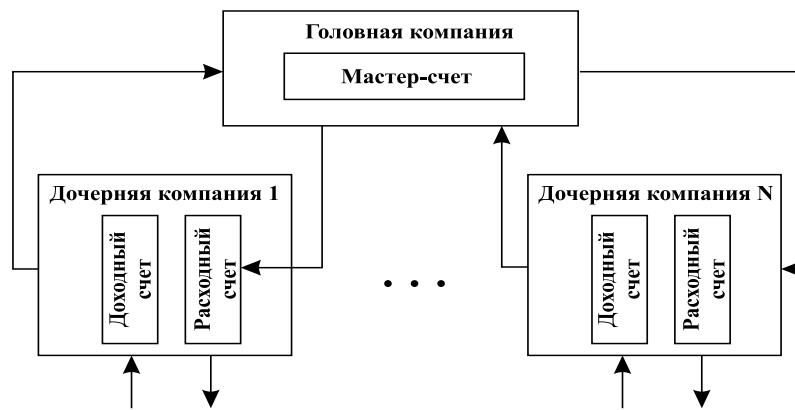 Головная компания
Мастер-счет
Дочерняя компания 1
Доходный
счет
Расходный
счет
. . .
Дочерняя компания N
Доходный
счет
Расходный
счет